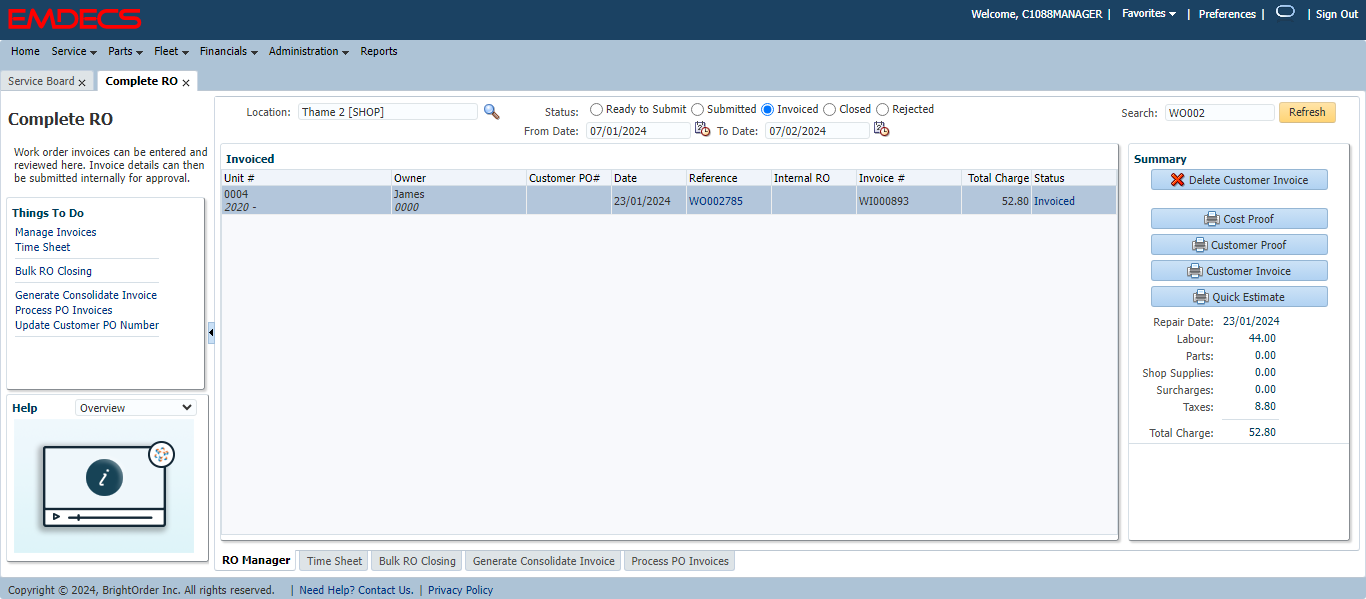 EMDECS
Welcome, C1088MANAGER | Favorites | Preferences | | Sign Out
Home Service Parts Fleet Financials Administration Reports
Service Board x Complete RO x
Complete RO
Work order invoices can be entered and
reviewed here. Invoice details can then
be submitted internally for approval.
Things To Do
Manage Invoices
Time Sheet
Bulk RO Closing
Generate Consolidate Invoice
Process PO Invoices
Update Customer PO Number
Help Overview
i
Location: Thame 2 [SHOP] Status: Ready to Submit Submitted Invoiced Closed Rejected
From Date: 07/01/2024 To Date: 07/02/2024
Search: WO002 Refresh
Invoiced
Unit # Owner Customer PO# Date Reference Internal RO Invoice # Total Charge Status
0004 James 23/01/2024 WO002785 WI000893 52.80 Invoiced
2020 - 0000
Summary
Delete Customer Invoice
Cost Proof
Customer Proof
Customer Invoice
Quick Estimate
Repair Date: 23/01/2024
Labour: 44.00
Parts: 0.00
Shop Supplies: 0.00
Surcharges: 0.00
Taxes: 8.80
Total Charge: 52.80
RO Manager Time Sheet Bulk RO Closing Generate Consolidate Invoice Process PO Invoices
Copyright © 2024, BrightOrder Inc. All rights reserved. | Need Help? Contact Us. | Privacy Policy